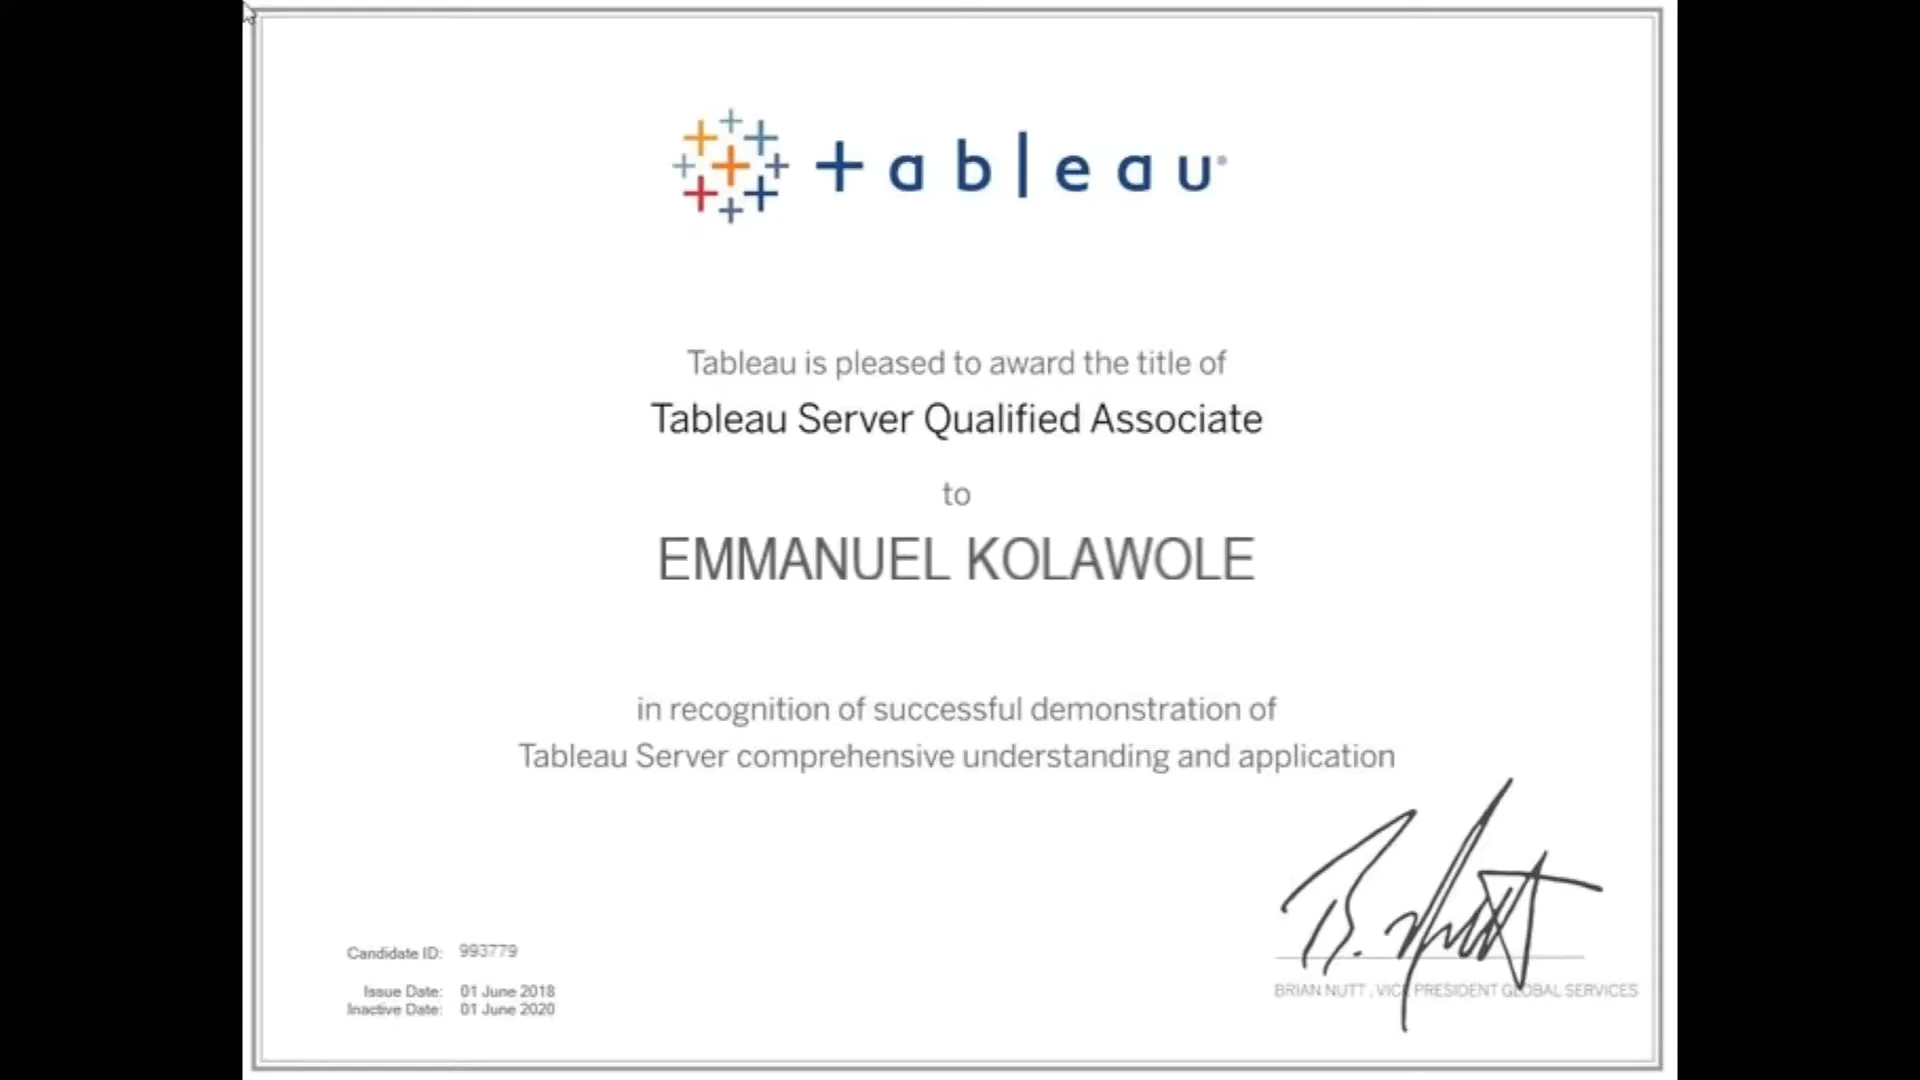 tableau
Tableau is pleased to award the title of
Tableau Server Qualified Associate
to
EMMANUEL KOLAWOLE
in recognition of successful demonstration of
Tableau Server comprehensive understanding and application
B. Nutt
BRIAN NUTT, VICE PRESIDENT GLOBAL SERVICES
Candidate ID: 993779
Issue Date: 01 June 2018
Inactive Date: 01 June 2020